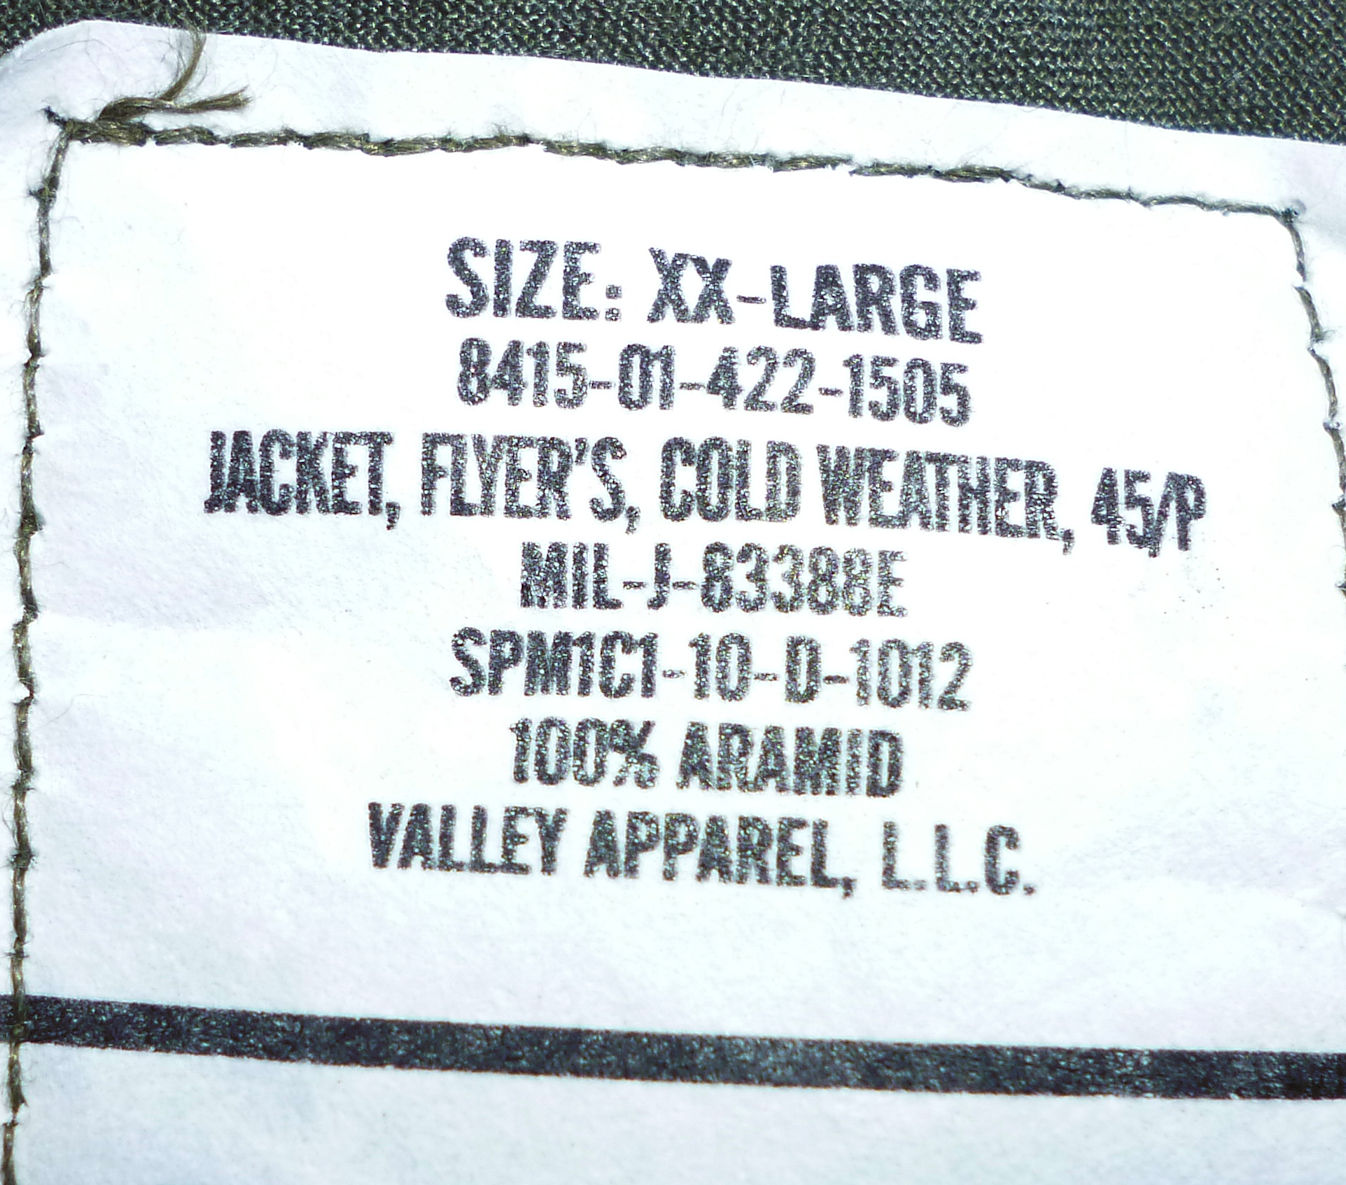 SIZE: XX-LARGE
8415-01-422-1505
JACKET, FLYER'S, COLD WEATHER, 45/P
MIL-J-83388E
SPM1C1-10-D-1012
100% ARAMID
VALLEY APPAREL, L.L.C.